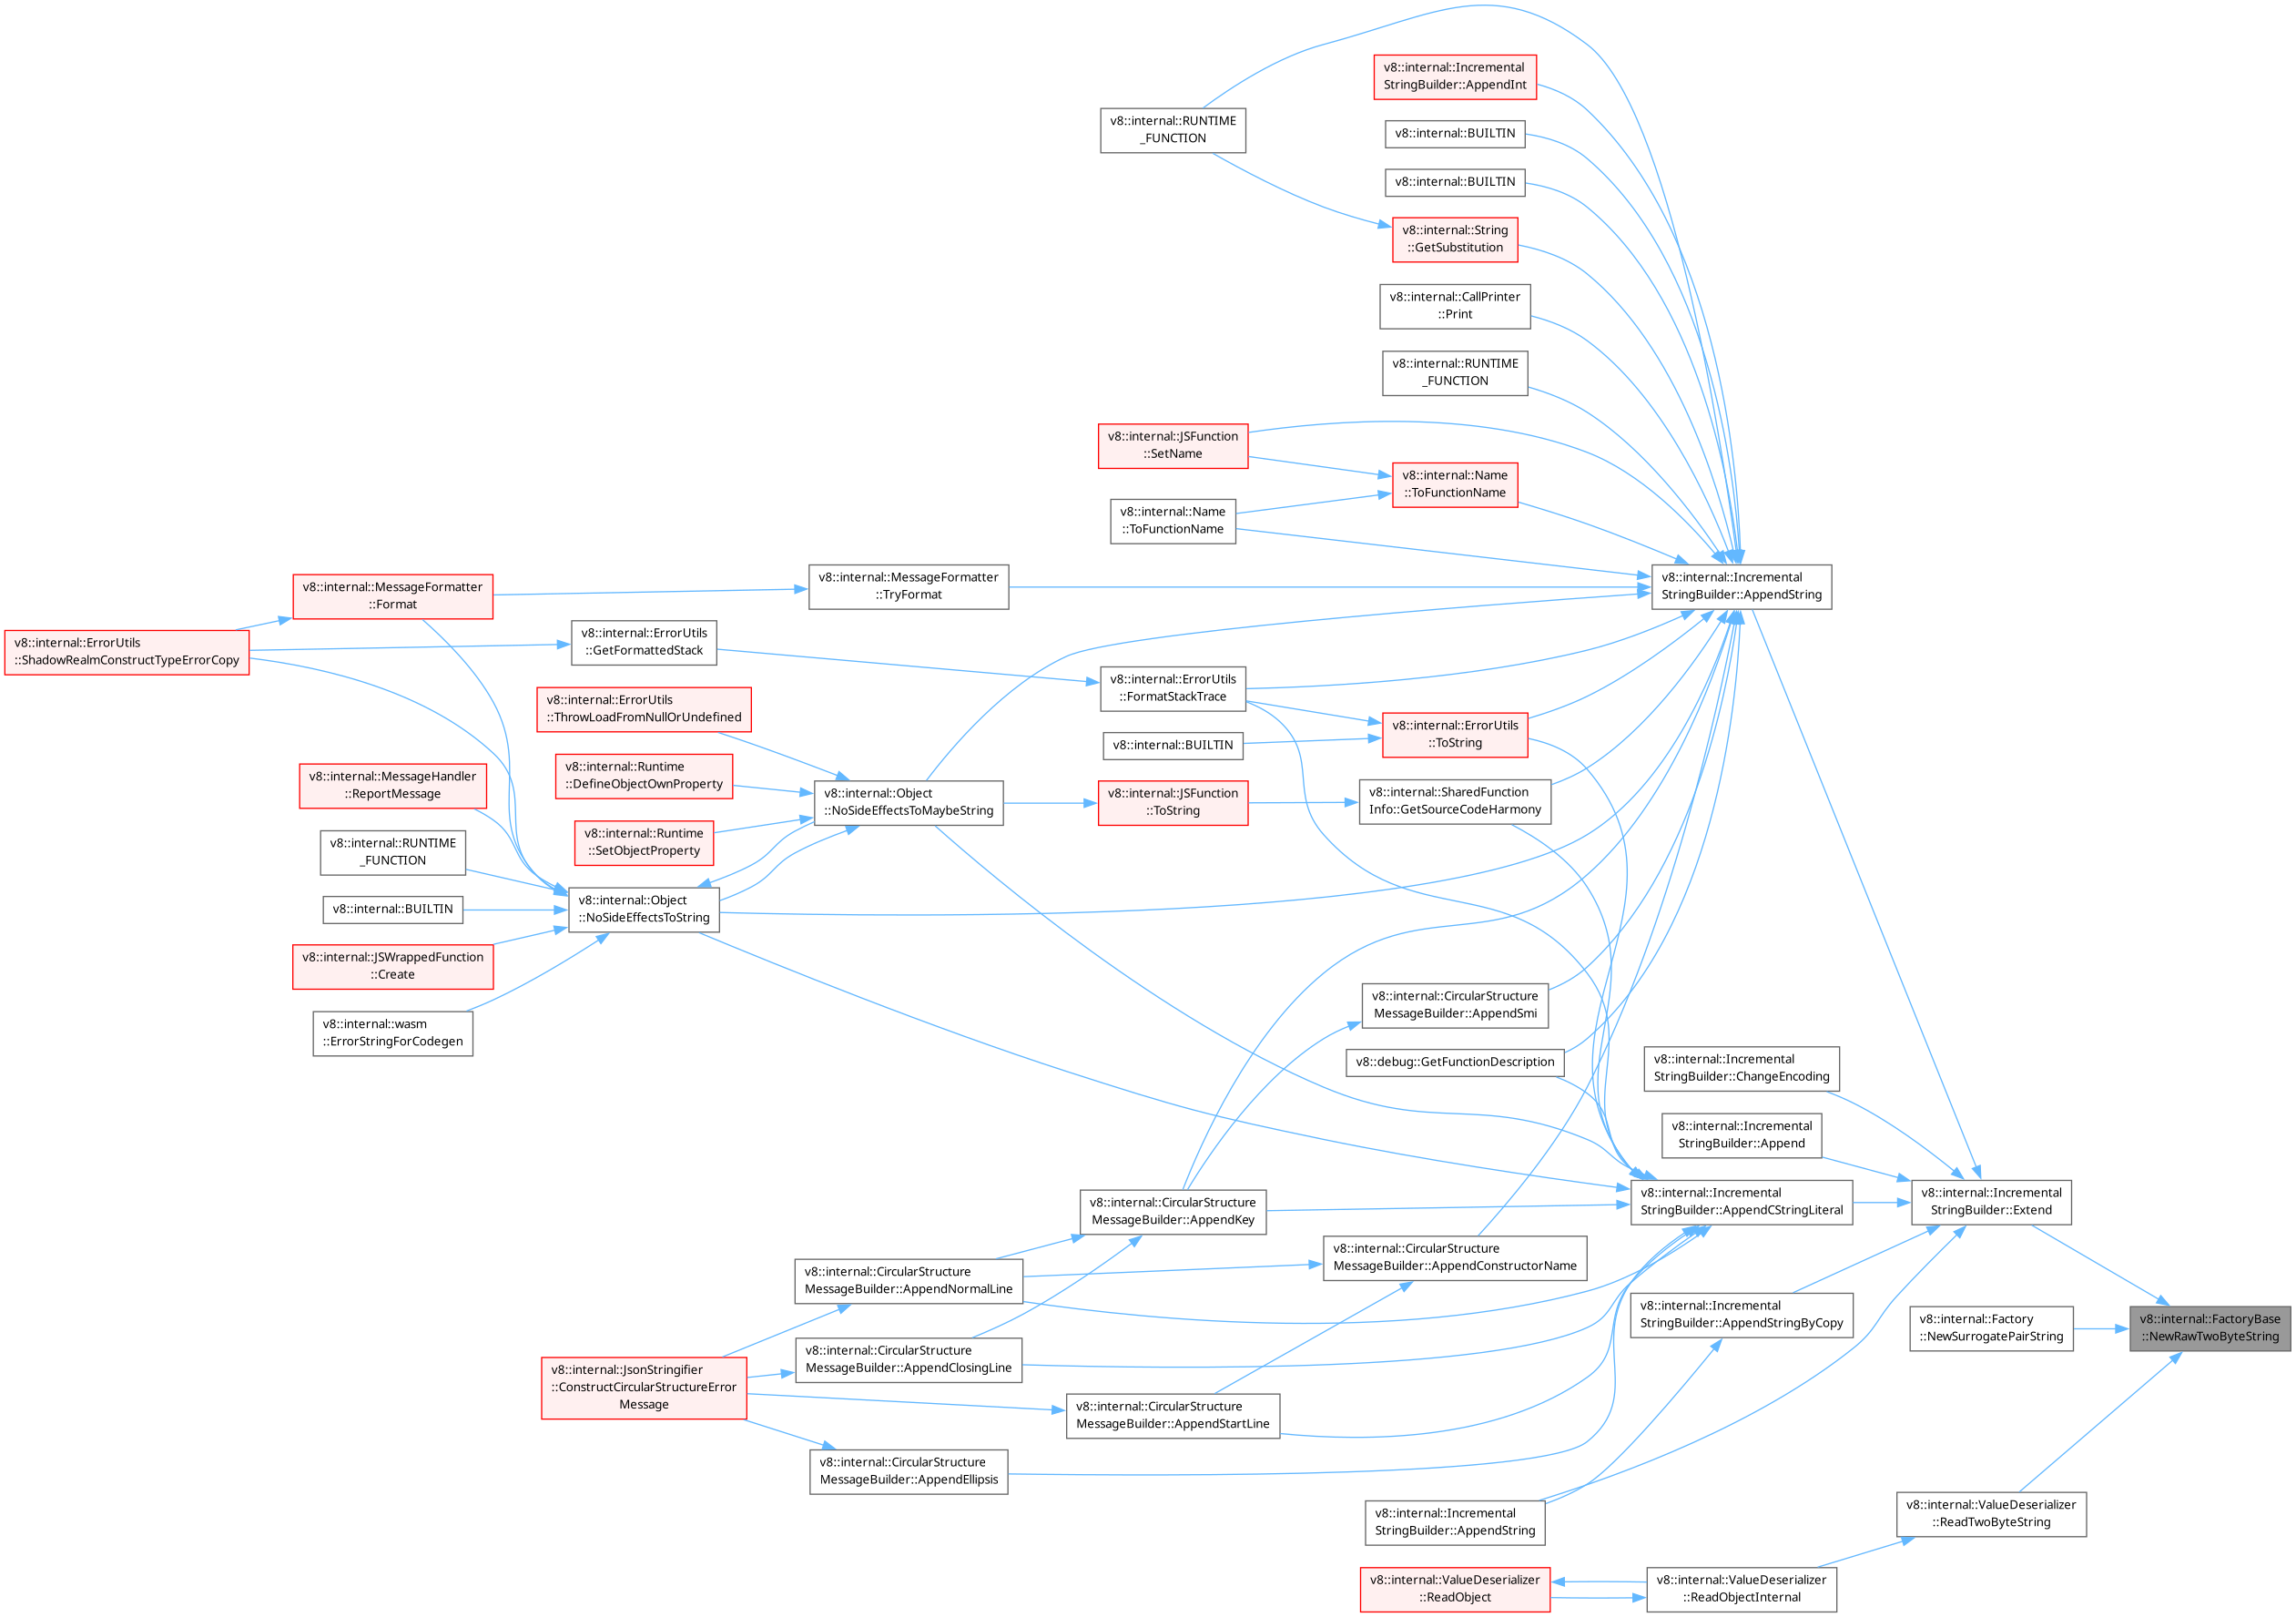 v8::internal::Incremental
StringBuilder::AppendInt
v8::internal::RUNTIME
_FUNCTION
v8::internal::BUILTIN
v8::internal::BUILTIN
v8::internal::String
::GetSubstitution
v8::internal::CallPrinter
::Print
v8::internal::RUNTIME
_FUNCTION
v8::internal::JSFunction
::SetName
v8::internal::Name
::ToFunctionName
v8::internal::Name
::ToFunctionName
v8::internal::MessageFormatter
::Format
v8::internal::MessageFormatter
::TryFormat
v8::internal::Incremental
StringBuilder::AppendString
v8::internal::ErrorUtils
::ShadowRealmConstructTypeErrorCopy
v8::internal::ErrorUtils
::GetFormattedStack
v8::internal::ErrorUtils
::FormatStackTrace
v8::internal::ErrorUtils
::ThrowLoadFromNullOrUndefined
v8::internal::BUILTIN
v8::internal::ErrorUtils
::ToString
v8::internal::MessageHandler
::ReportMessage
v8::internal::Runtime
::DefineObjectOwnProperty
v8::internal::Object
::NoSideEffectsToMaybeString
v8::internal::JSFunction
::ToString
v8::internal::SharedFunction
Info::GetSourceCodeHarmony
v8::internal::Runtime
::SetObjectProperty
v8::internal::RUNTIME
_FUNCTION
v8::internal::BUILTIN
v8::internal::Object
::NoSideEffectsToString
v8::internal::JSWrappedFunction
::Create
v8::internal::wasm
::ErrorStringForCodegen
v8::internal::CircularStructure
MessageBuilder::AppendSmi
v8::debug::GetFunctionDescription
v8::internal::Incremental
StringBuilder::ChangeEncoding
v8::internal::Incremental
StringBuilder::Append
v8::internal::CircularStructure
MessageBuilder::AppendKey
v8::internal::Incremental
StringBuilder::AppendCStringLiteral
v8::internal::Incremental
StringBuilder::Extend
v8::internal::CircularStructure
MessageBuilder::AppendNormalLine
v8::internal::CircularStructure
MessageBuilder::AppendConstructorName
v8::internal::Incremental
StringBuilder::AppendStringByCopy
v8::internal::Factory
::NewSurrogatePairString
v8::internal::FactoryBase
::NewRawTwoByteString
v8::internal::JsonStringifier
::ConstructCircularStructureError
Message
v8::internal::CircularStructure
MessageBuilder::AppendClosingLine
v8::internal::CircularStructure
MessageBuilder::AppendStartLine
v8::internal::CircularStructure
MessageBuilder::AppendEllipsis
v8::internal::Incremental
StringBuilder::AppendString
v8::internal::ValueDeserializer
::ReadTwoByteString
v8::internal::ValueDeserializer
::ReadObject
v8::internal::ValueDeserializer
::ReadObjectInternal